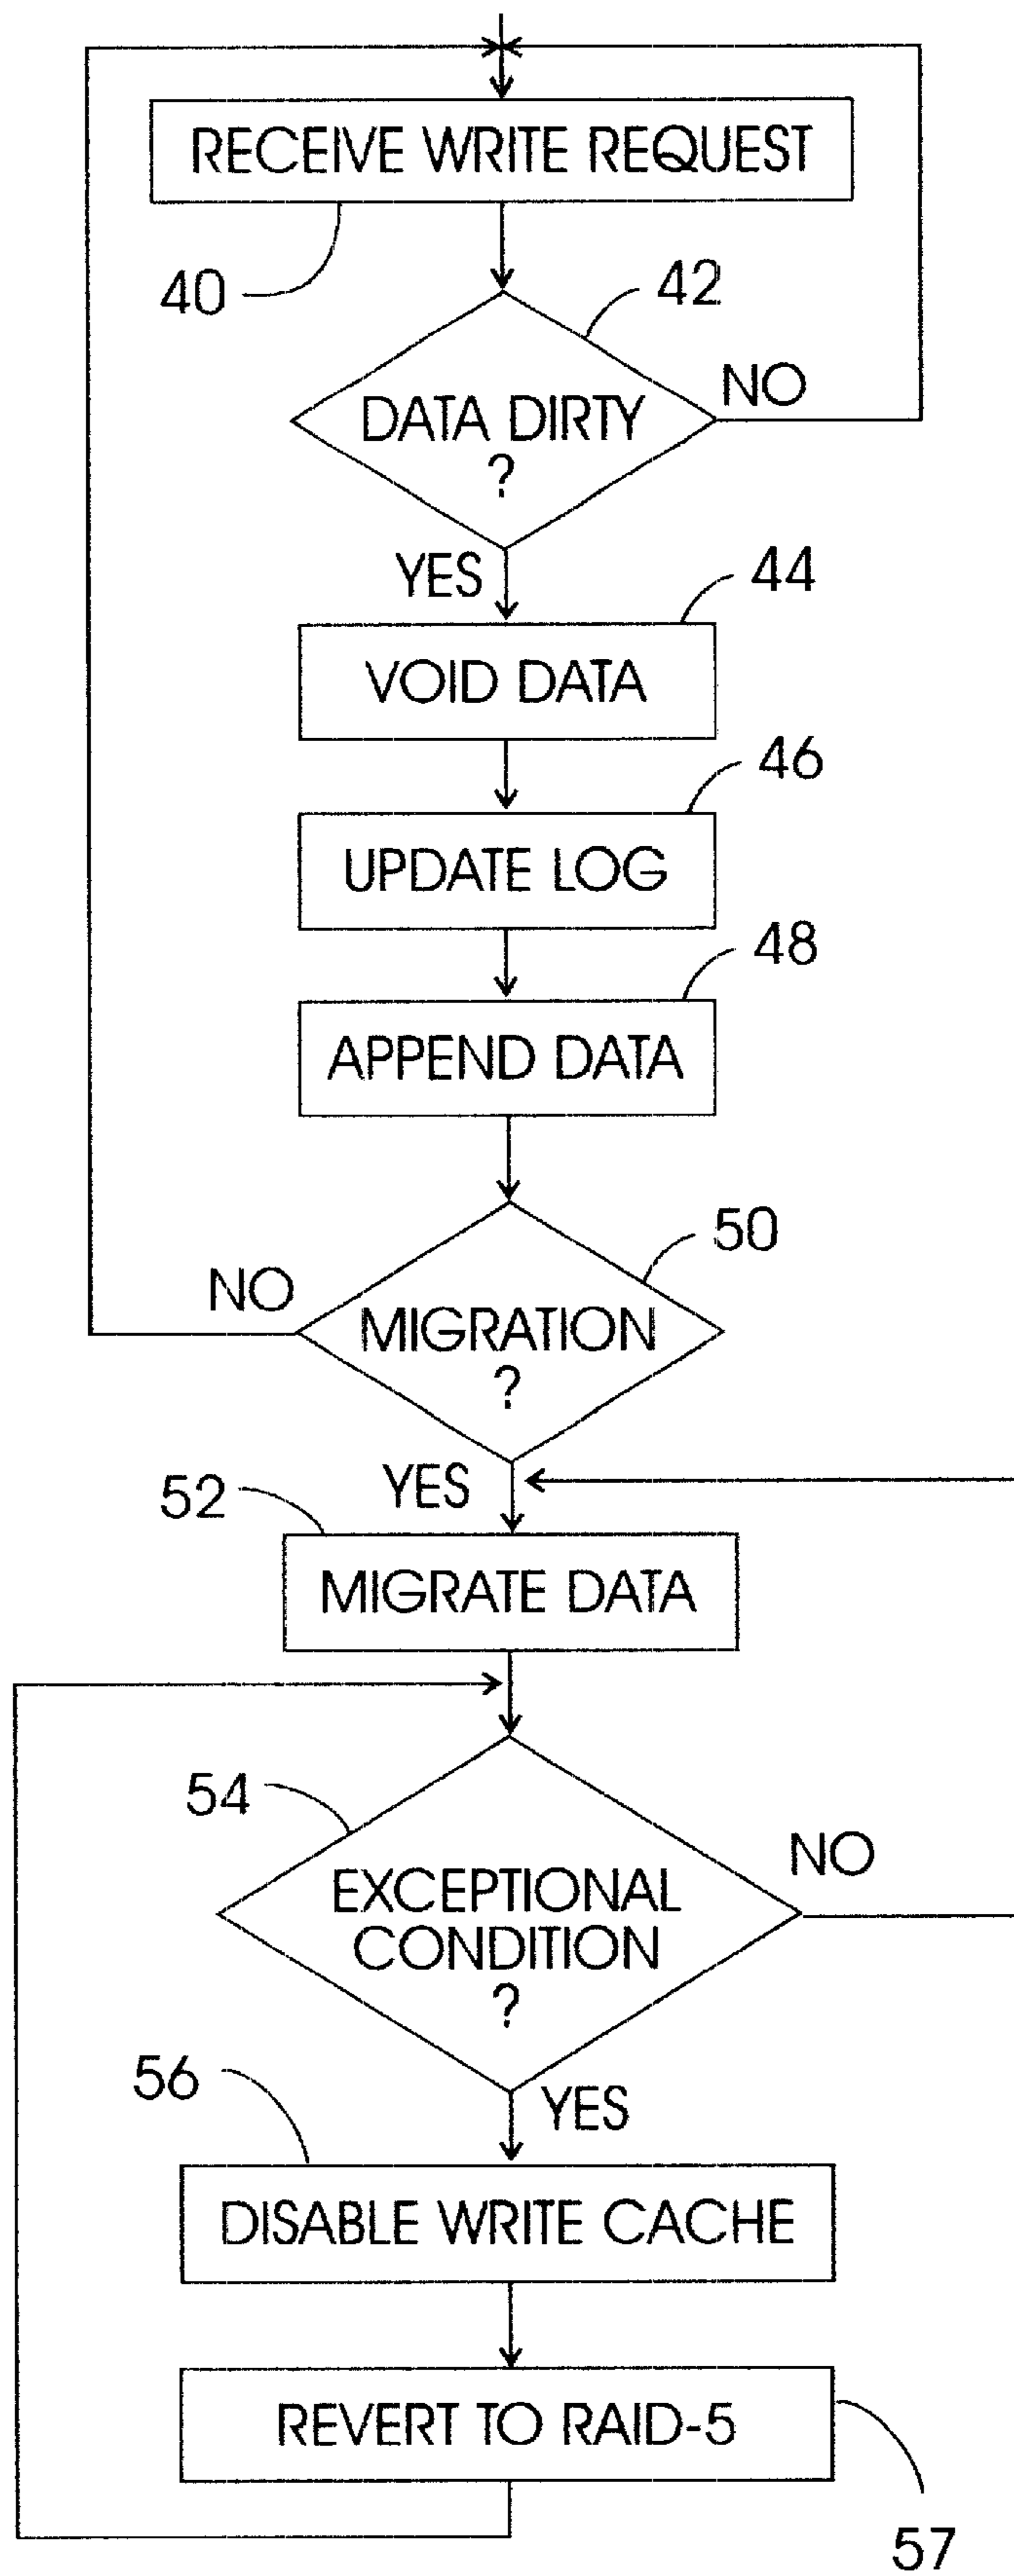 RECEIVE WRITE REQUEST
40
42
DATA DIRTY
?
NO
YES
44
VOID DATA
46
UPDATE LOG
48
APPEND DATA
50
NO
MIGRATION
?
YES
52
MIGRATE DATA
54
NO
EXCEPTIONAL
CONDITION
?
56
YES
DISABLE WRITE CACHE
REVERT TO RAID-5
57